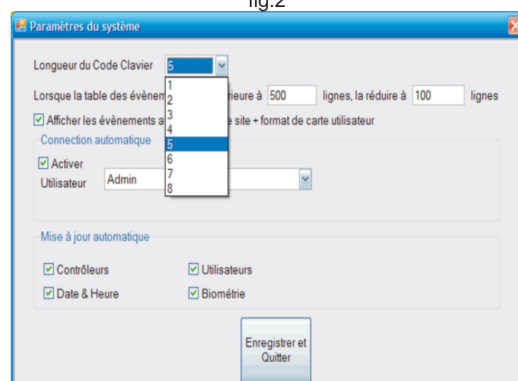 fig.2
Paramètres du système
Longueur du Code Clavier 5
1
2
3
4
5
6
7
8
Lorsque la table des évènem rieure à 500 lignes, la réduire à 100 lignes
Afficher les évènements a e site + format de carte utilisateur
Connection automatique
Activer
Utilisateur Admin
Mise à jour automatique
Contrôleurs Utilisateurs
Date & Heure Biométrie
Enregistrer et
Quitter